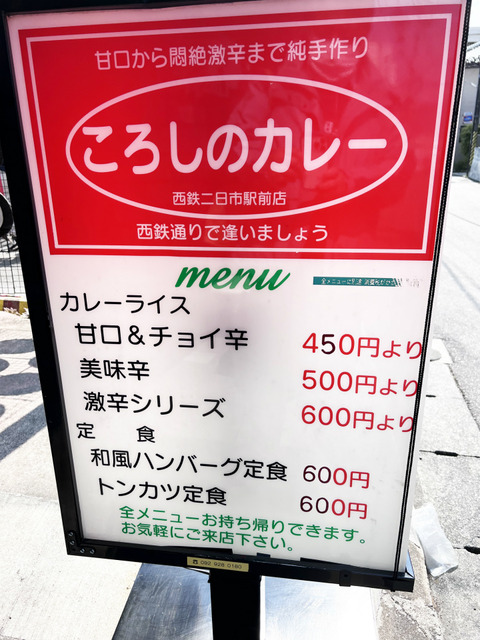 甘口から悶絶激辛まで純手作り
ころしのカレー
西鉄二日市駅前店
西鉄通りで逢いましょう
menu
カレーライス
甘口&チョイ辛 450円より
美味辛 500円より
激辛シリーズ 600円より
定 食
和風ハンバーグ定食 600円
トンカツ定食 600円
全メニューお持ち帰りできます。
お気軽にご来店下さい。
092 928 0180